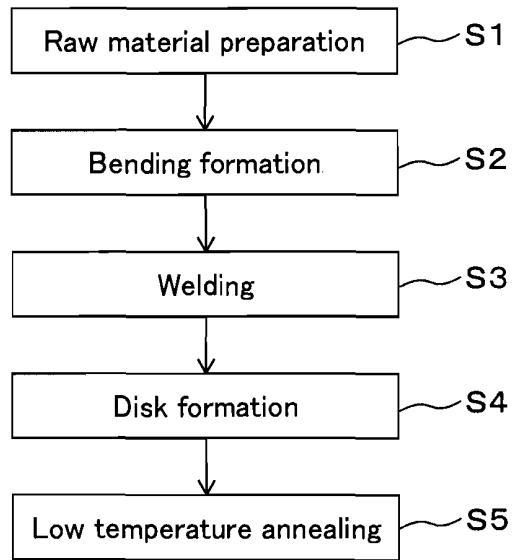 Raw material preparation S1
Bending formation S2
Welding S3
Disk formation S4
Low temperature annealing S5